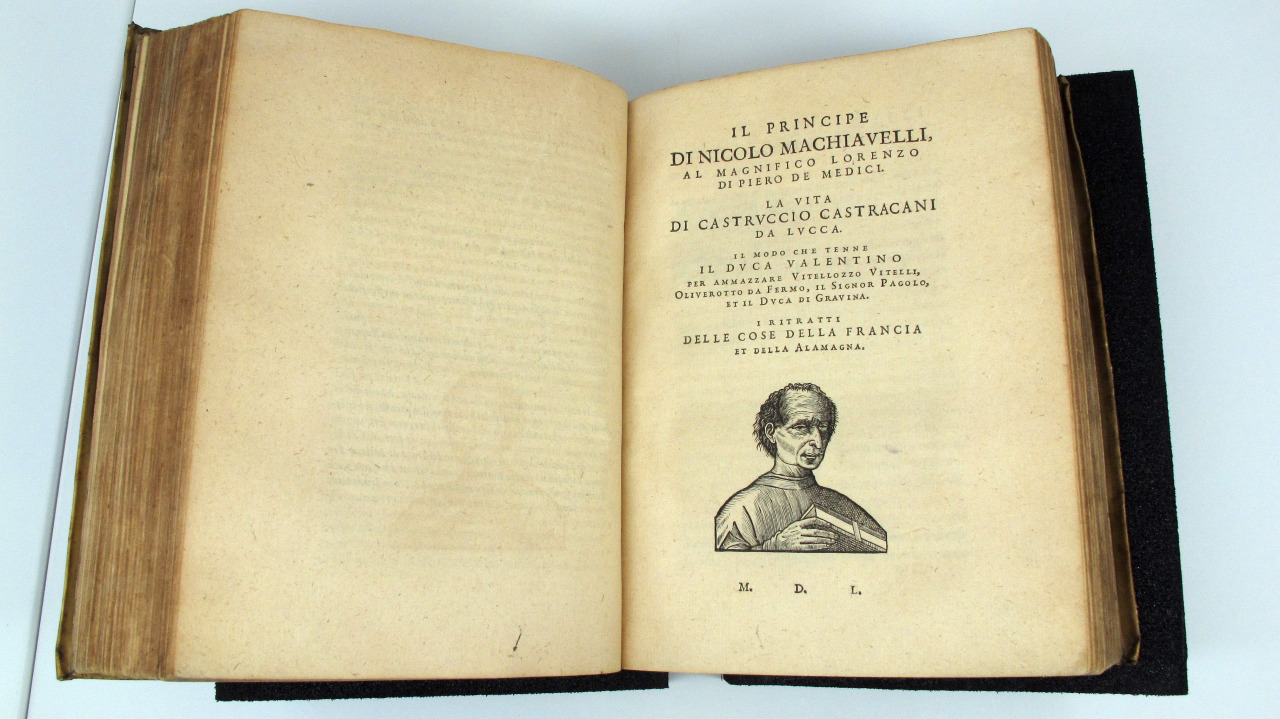 IL PRINCIPE
DI NICOLO MACHIAVELLI,
AL MAGNIFICO LORENZO
DI PIERO DE MEDICI.
LA VITA
DI CASTRVCCIO CASTRACANI
DA LVCCA.
IL MODO CHE TENNE
IL DVCA VALENTINO
PER AMMAZZARE VITELLOZZO VITELLI,
OLIVEROTTO DA FERMO, IL SIGNOR PAGOLO,
ET IL DVCA DI GRAVINA.
I RITRATTI
DELLE COSE DELLA FRANCIA
ET DELLA ALAMAGNA.
M. D. L.